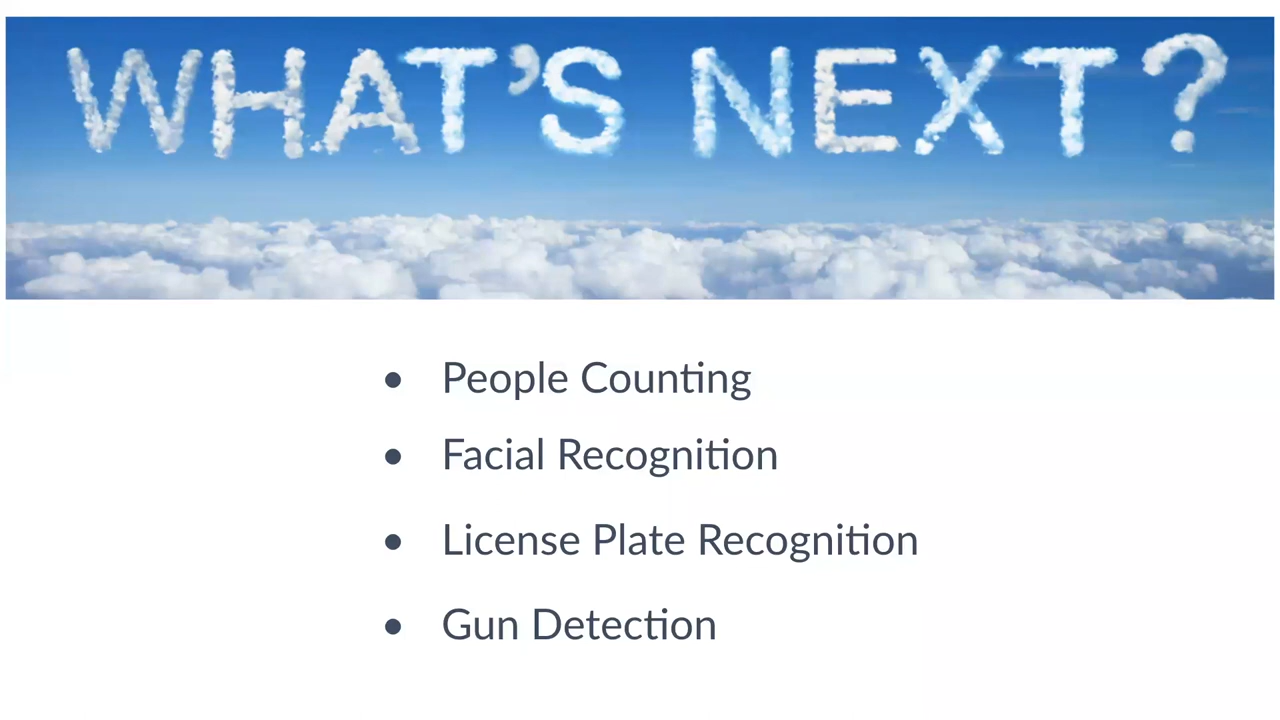 WHAT'S NEXT?
• People Counting
• Facial Recognition
• License Plate Recognition
• Gun Detection